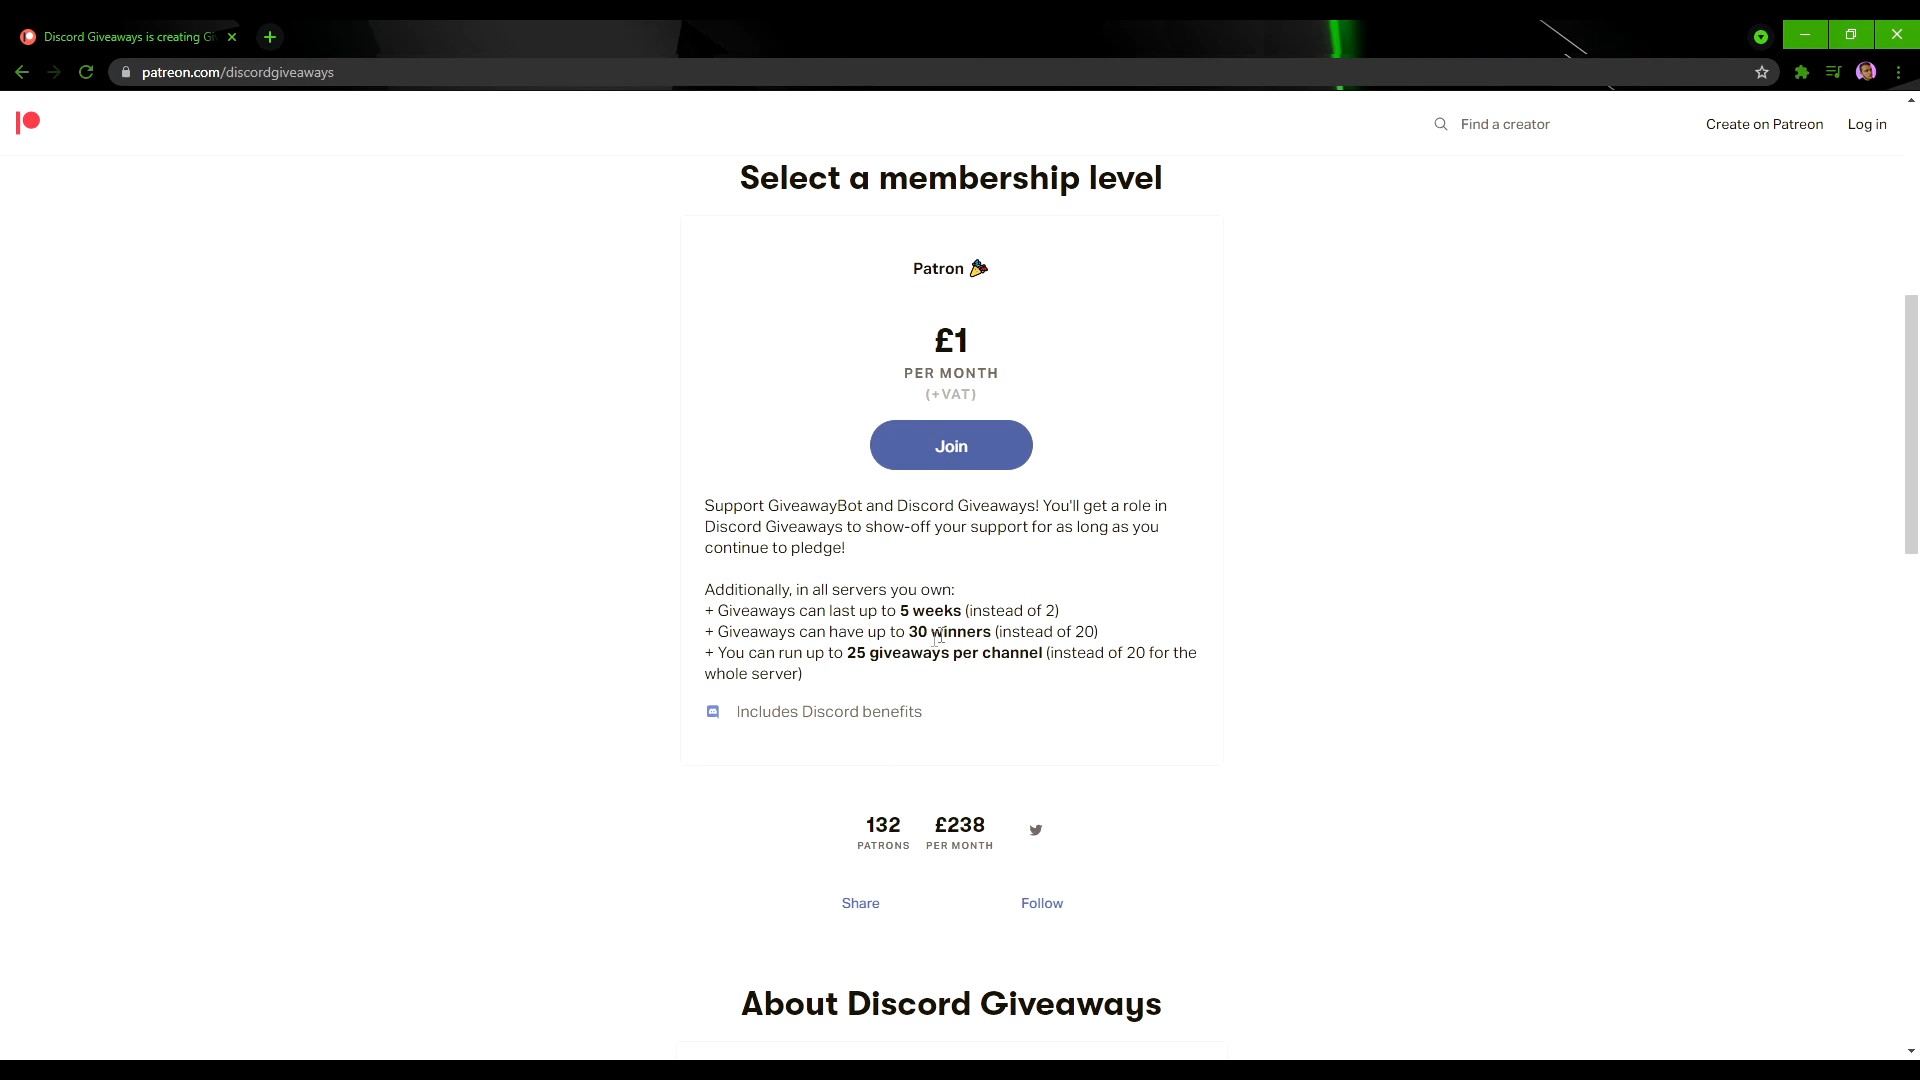 Discord Giveaways is creating Gi
patreon.com/discordgiveaways
Find a creator
Create on Patreon
Log in
Select a membership level
Patron
£1
PER MONTH
(+VAT)
Join
Support GiveawayBot and Discord Giveaways! You'll get a role in
Discord Giveaways to show-off your support for as long as you
continue to pledge!
Additionally, in all servers you own:
+ Giveaways can last up to 5 weeks (instead of 2)
+ Giveaways can have up to 30 winners (instead of 20)
+ You can run up to 25 giveaways per channel (instead of 20 for the
whole server)
Includes Discord benefits
132 £238
PATRONS PER MONTH
Share Follow
About Discord Giveaways